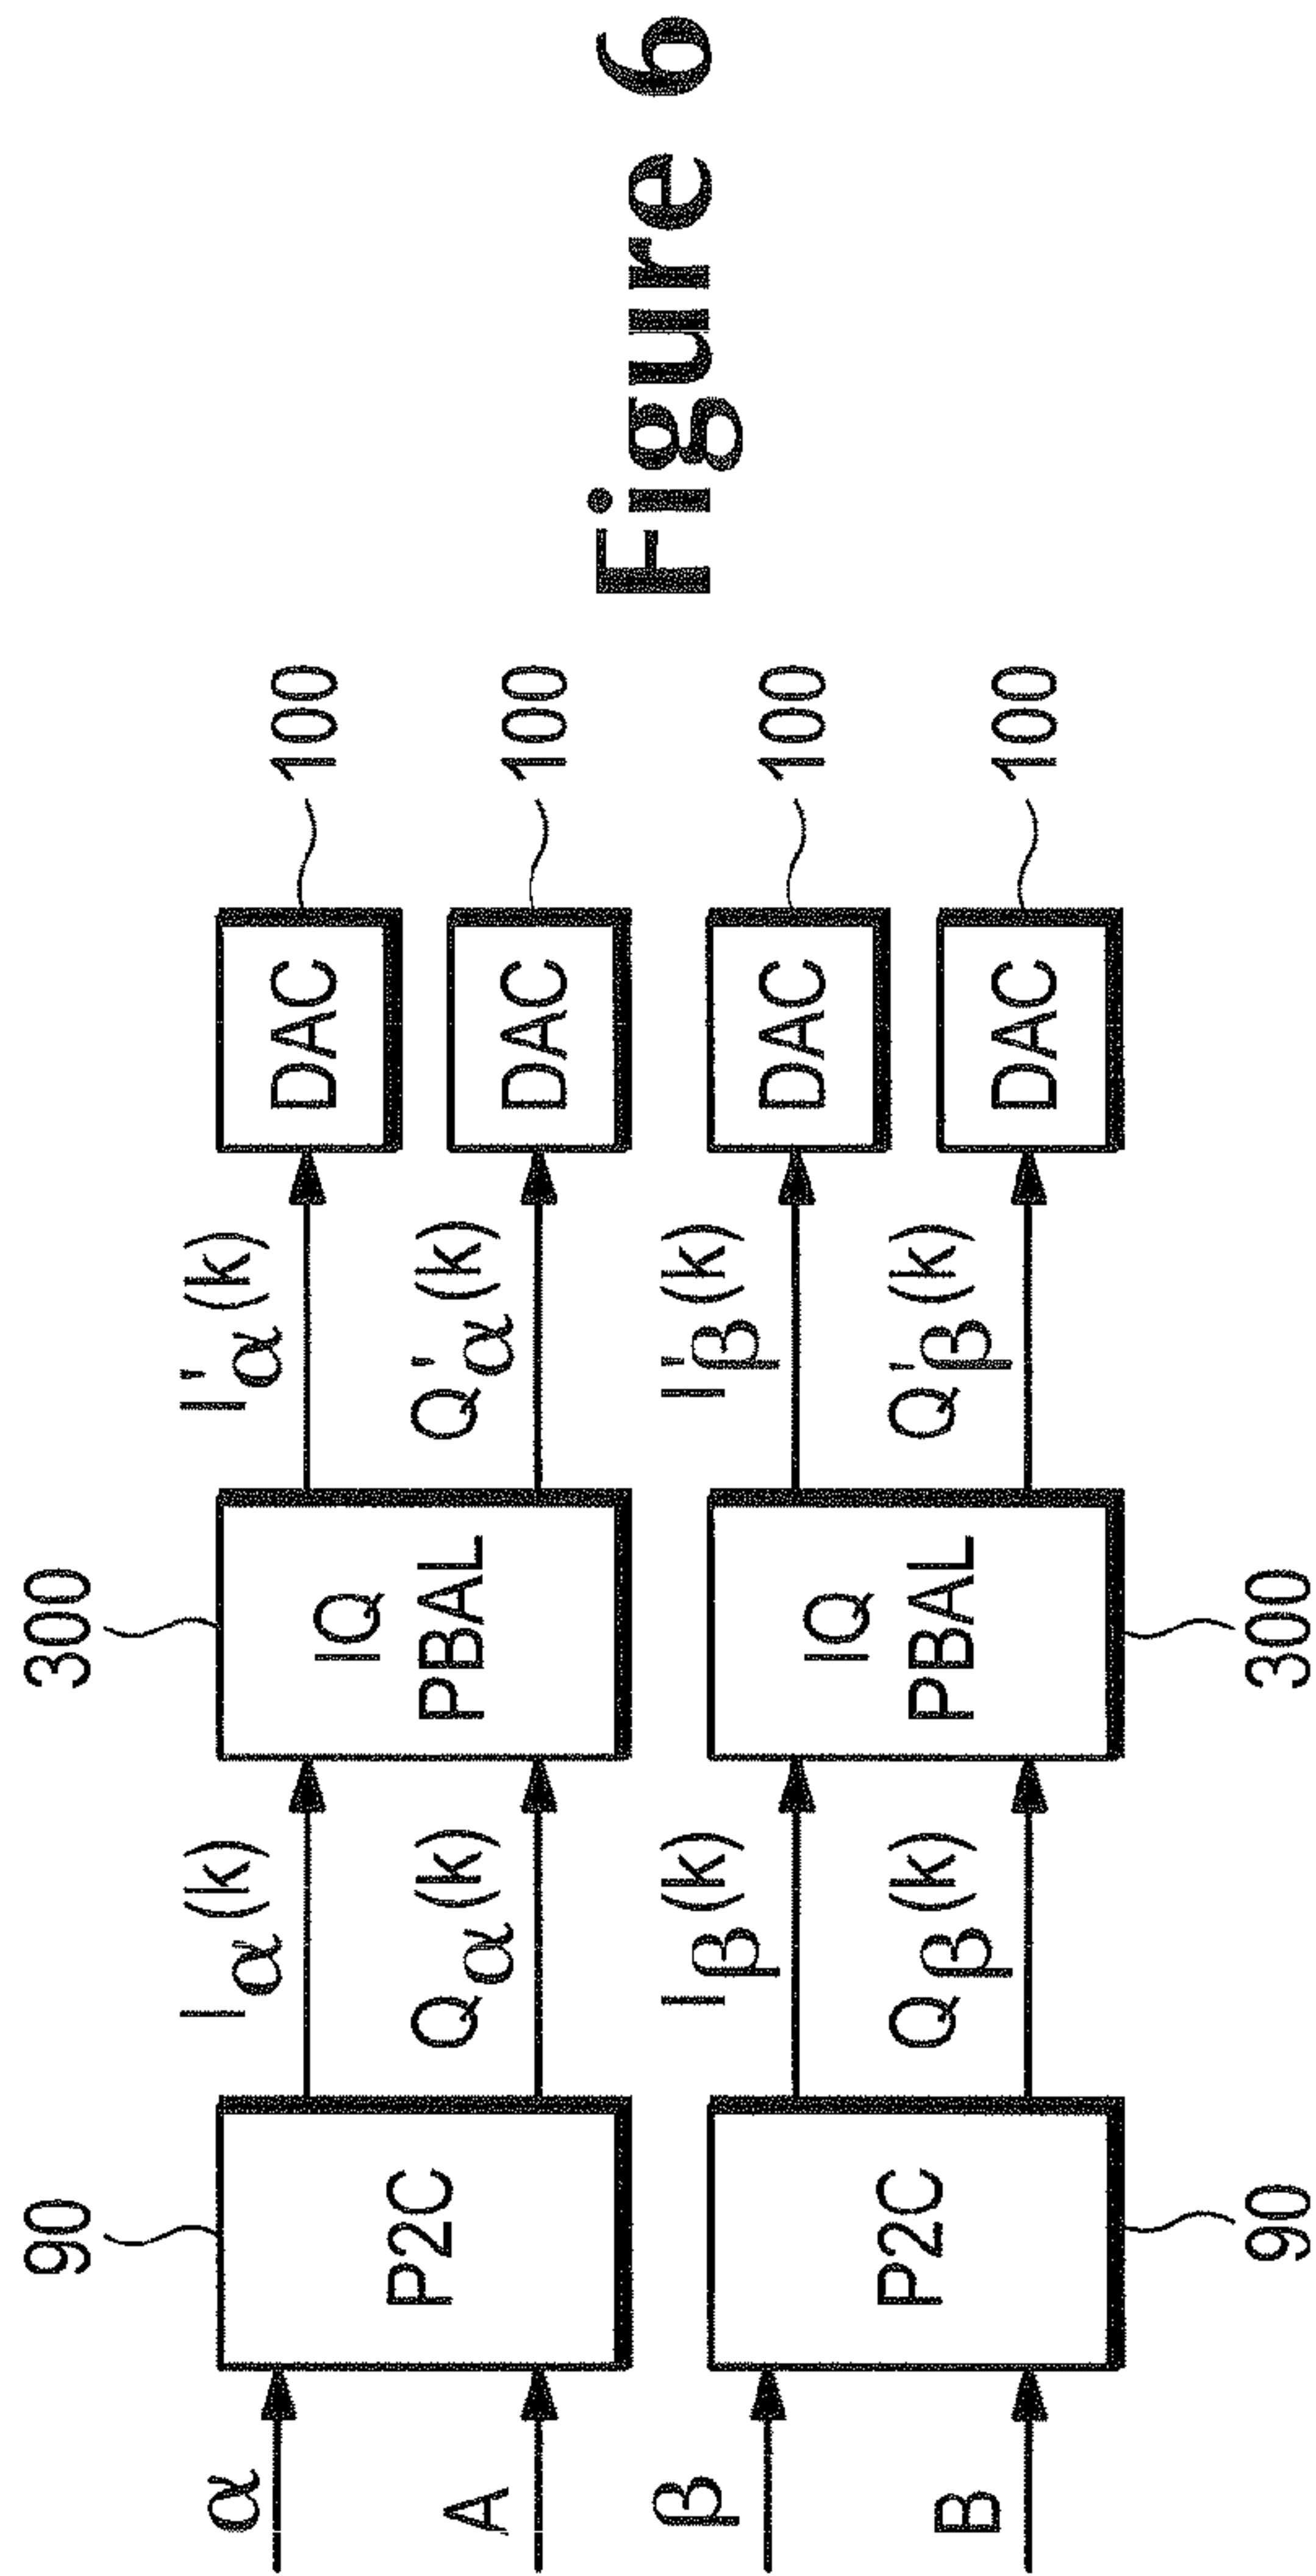 90
300
α
P2C
Iα(k)
IQ
PBAL
I'α(k)
DAC
100
A
Qα(k)
Q'α(k)
DAC
100
β
P2C
Iβ(k)
IQ
PBAL
I'β(k)
DAC
100
B
Qβ(k)
Q'β(k)
DAC
100
90
300
Figure 6